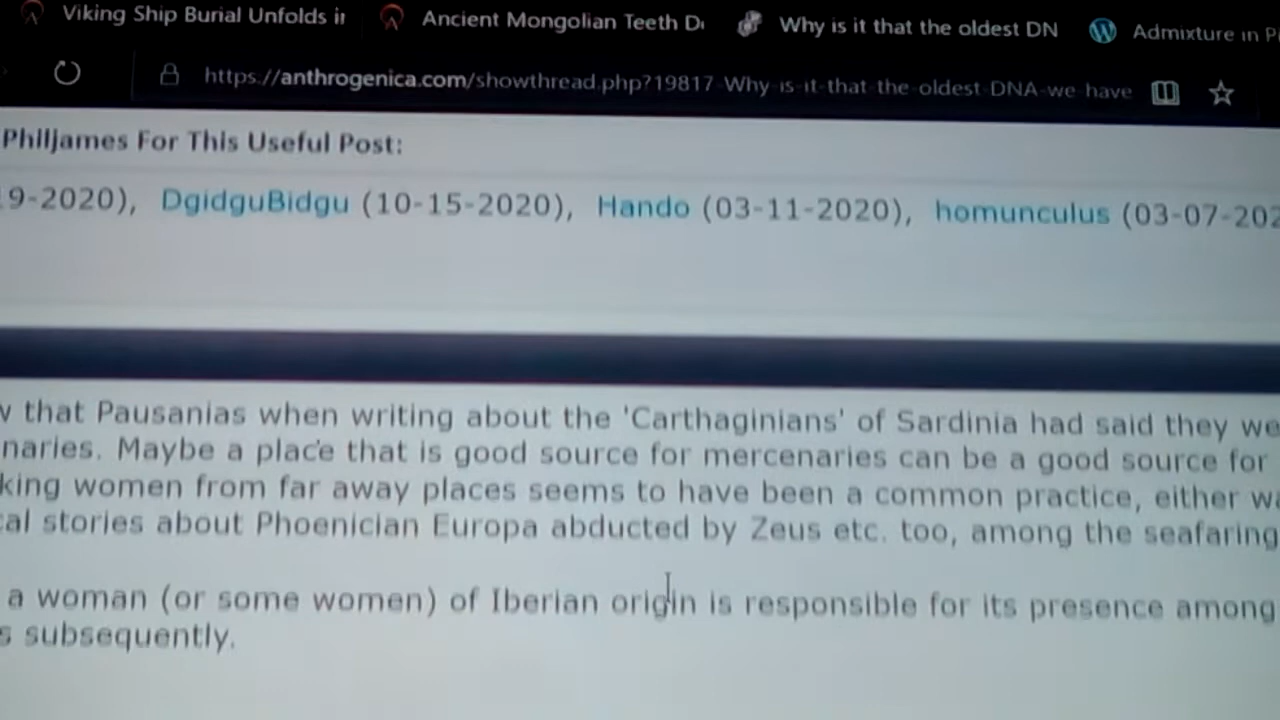 Viking Ship Burial Unfolds in
Ancient Mongolian Teeth D
Why is it that the oldest DN
Admixture in P
https://anthrogenica.com/showthread.php?19817-Why-is-it-that-the-oldest-DNA-we-have
Philjames For This Useful Post:
9-2020), DgidguBidgu (10-15-2020), Hando (03-11-2020), homunculus (03-07-202
that Pausanias when writing about the 'Carthaginians' of Sardinia had said they we
naries. Maybe a place that is good source for mercenaries can be a good source for
king women from far away places seems to have been a common practice, either wa
cal stories about Phoenician Europa abducted by Zeus etc. too, among the seafaring
a woman (or some women) of Iberian origin is responsible for its presence among
s subsequently.